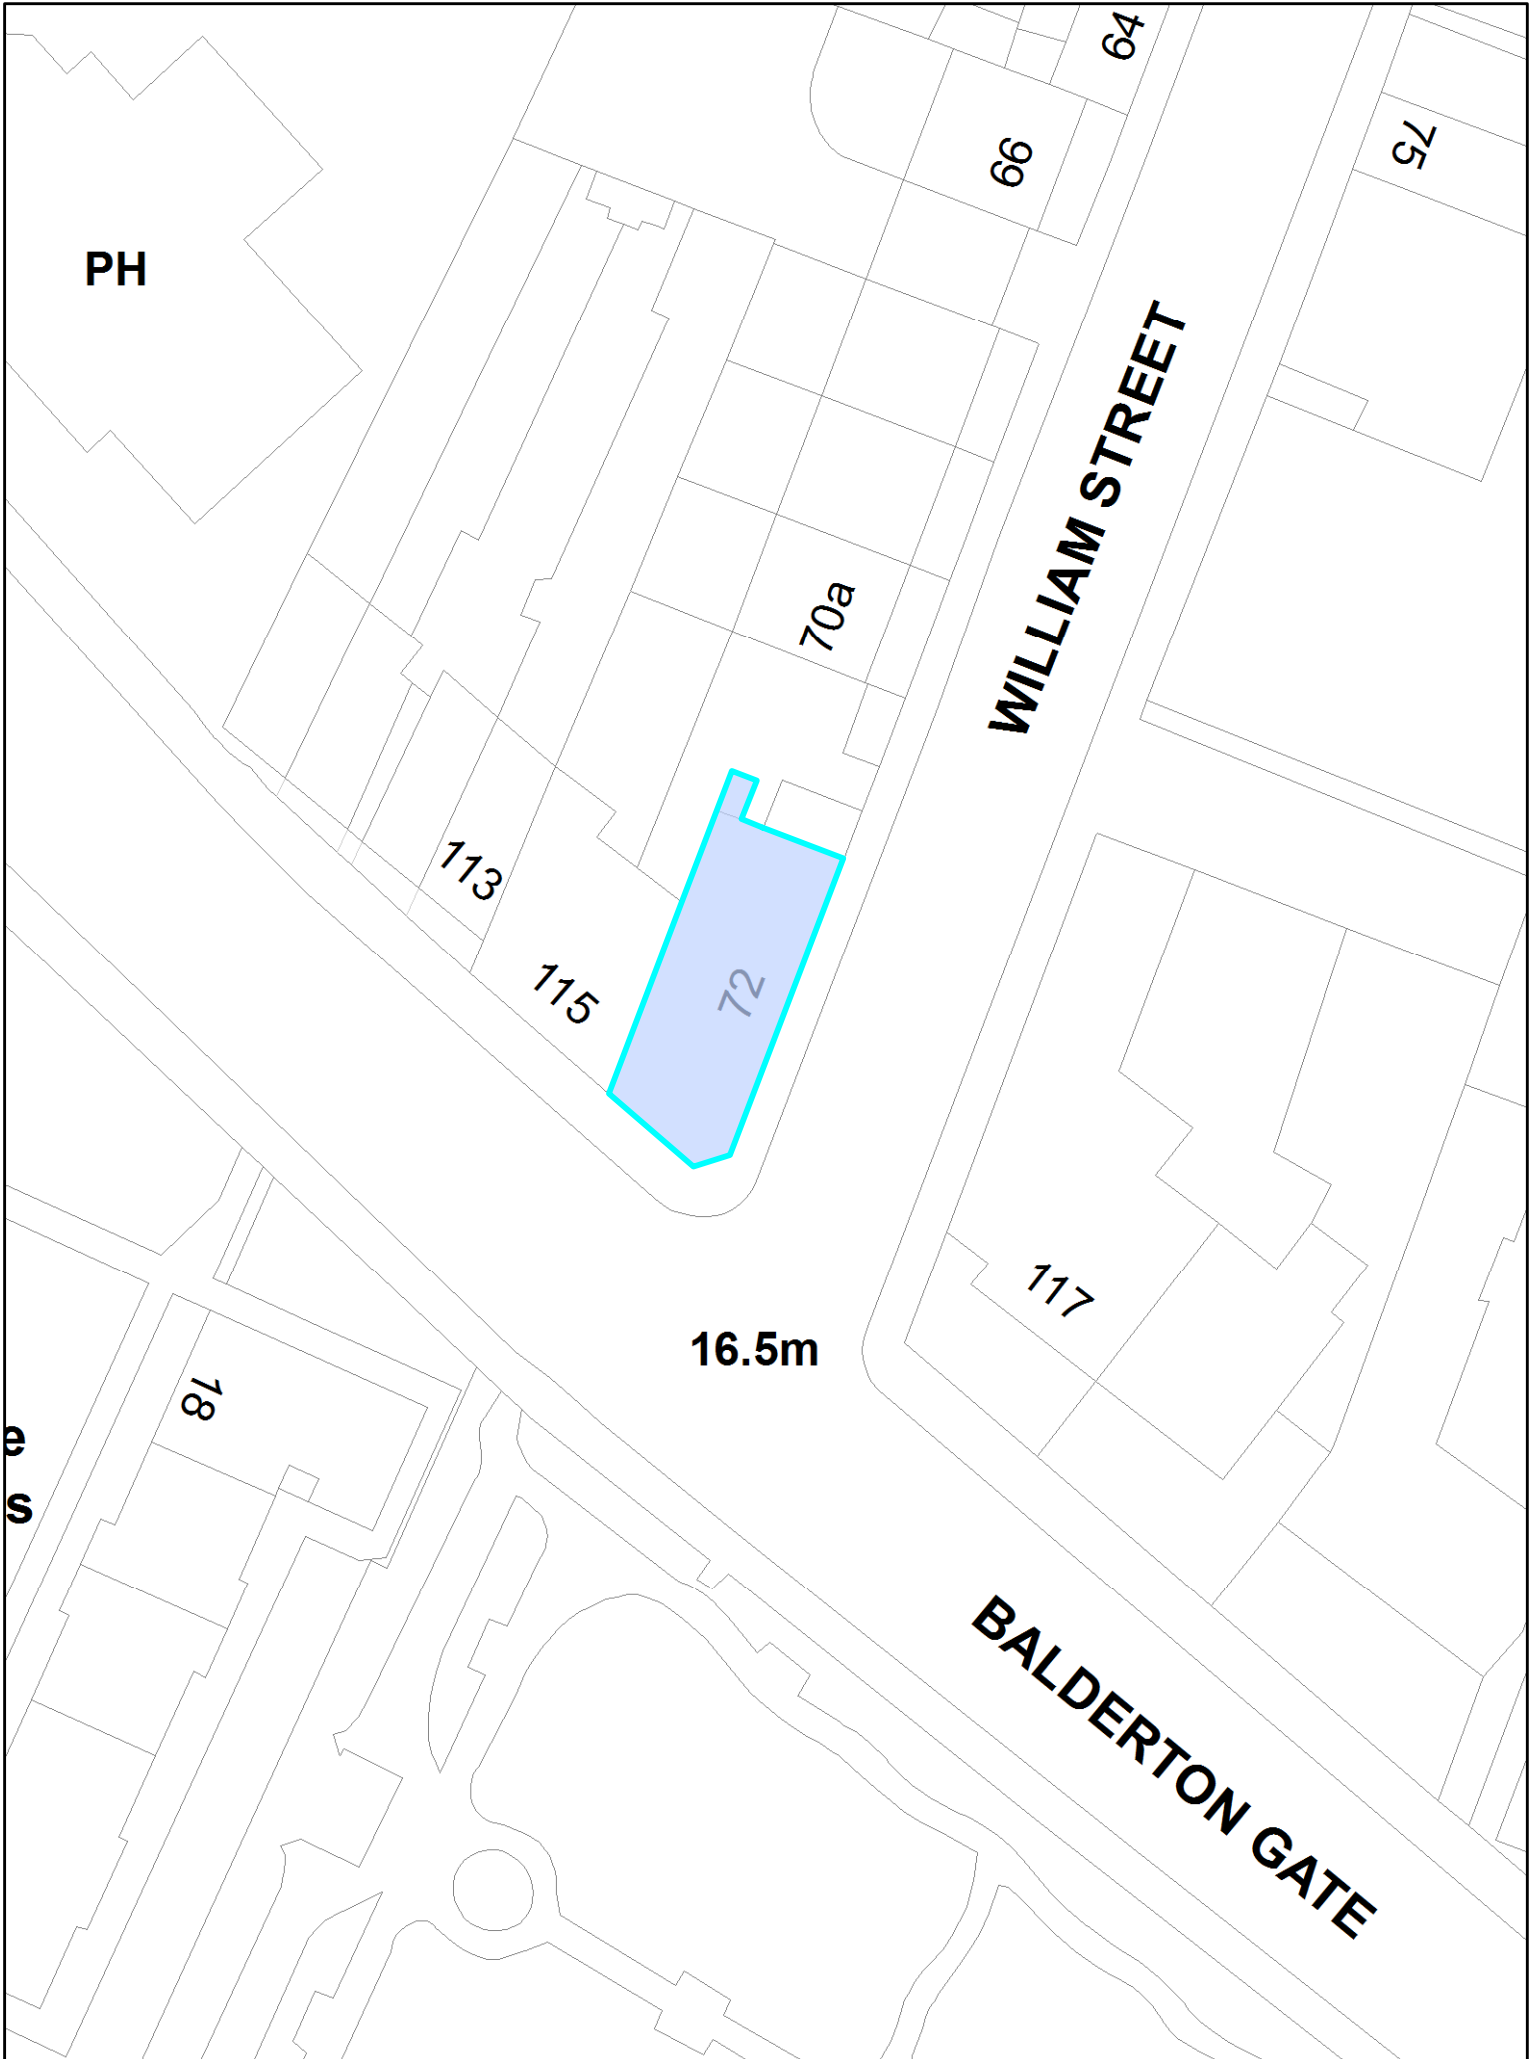 64
66
75
PH
WILLIAM STREET
70a
113
115
72
117
16.5m
18
e
s
BALDERTON GATE